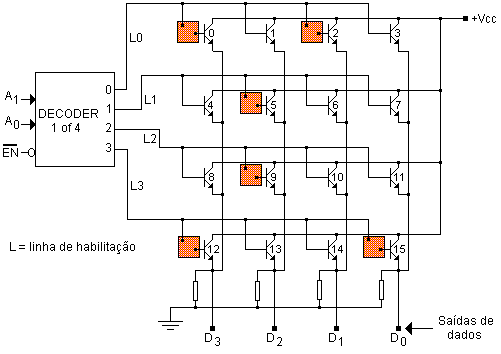 +Vcc
L0
0
1
2
3
A1
A0
EN
DECODER
1 of 4
0
1
2
3
L1
4
5
6
7
L2
8
9
10
11
L3
12
13
14
15
L = linha de habilitação
D3
D2
D1
D0
Saídas de
dados